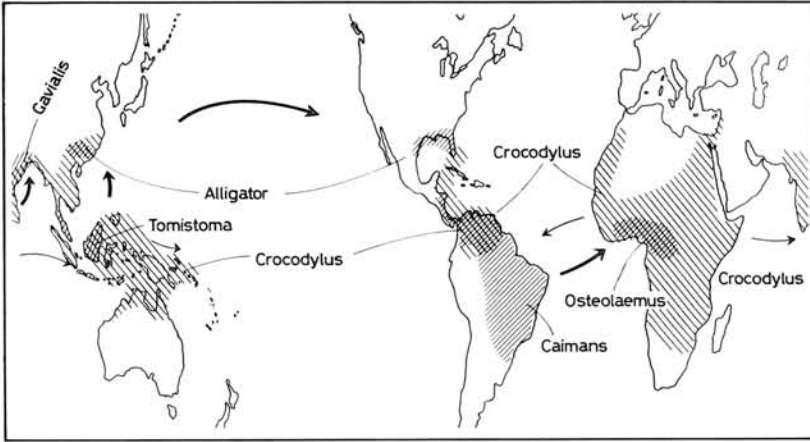 Gavialis
Alligator
Tomistoma
Crocodylus
Crocodylus
Crocodylus
Osteolaemus
Caimans